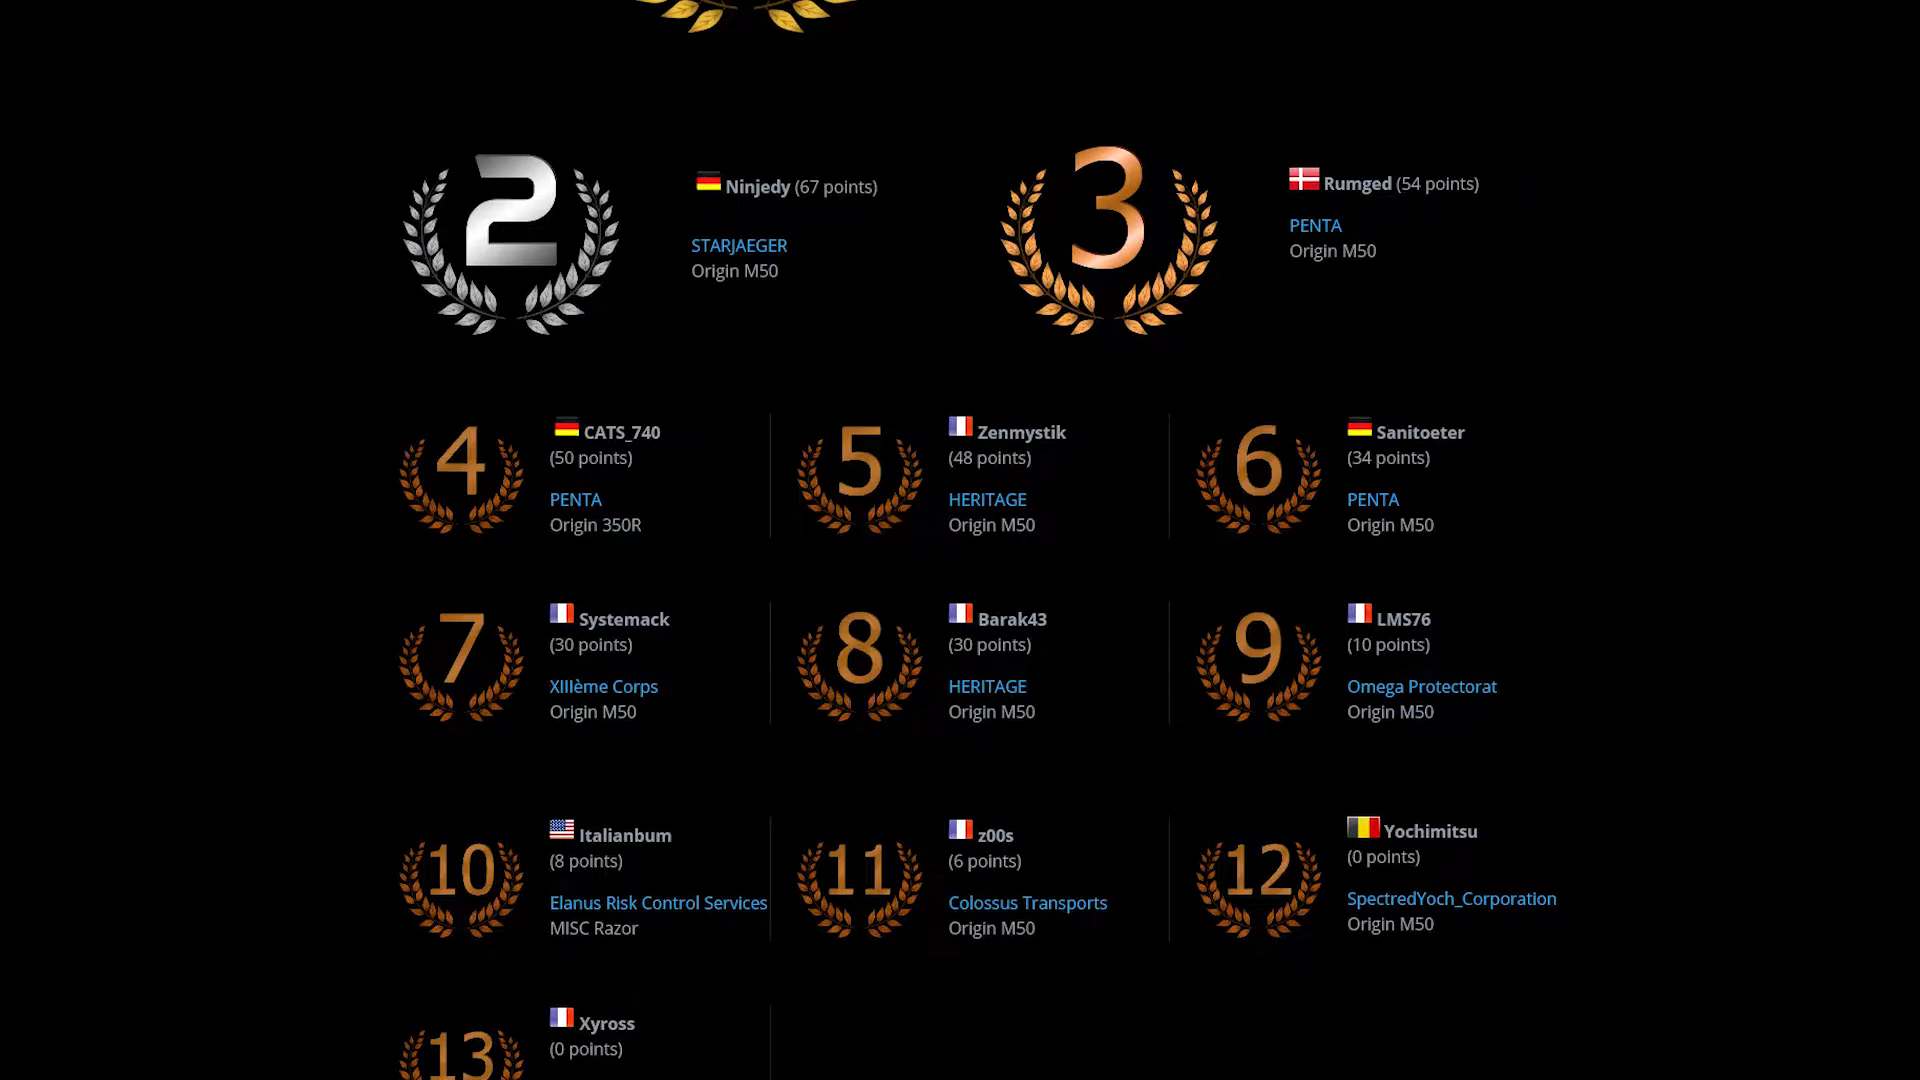 2
Ninjedy (67 points)
STARJAEGER
Origin M50
3
Rumged (54 points)
PENTA
Origin M50
4
CATS_740
(50 points)
PENTA
Origin 350R
5
Zenmystik
(48 points)
HERITAGE
Origin M50
6
Sanitoeter
(34 points)
PENTA
Origin M50
7
Systemack
(30 points)
XIIIème Corps
Origin M50
8
Barak43
(30 points)
HERITAGE
Origin M50
9
LMS76
(10 points)
Omega Protectorat
Origin M50
10
Italianbum
(8 points)
Elanus Risk Control Services
MISC Razor
11
z00s
(6 points)
Colossus Transports
Origin M50
12
Yochimitsu
(0 points)
SpectredYoch_Corporation
Origin M50
13
Xyross
(0 points)